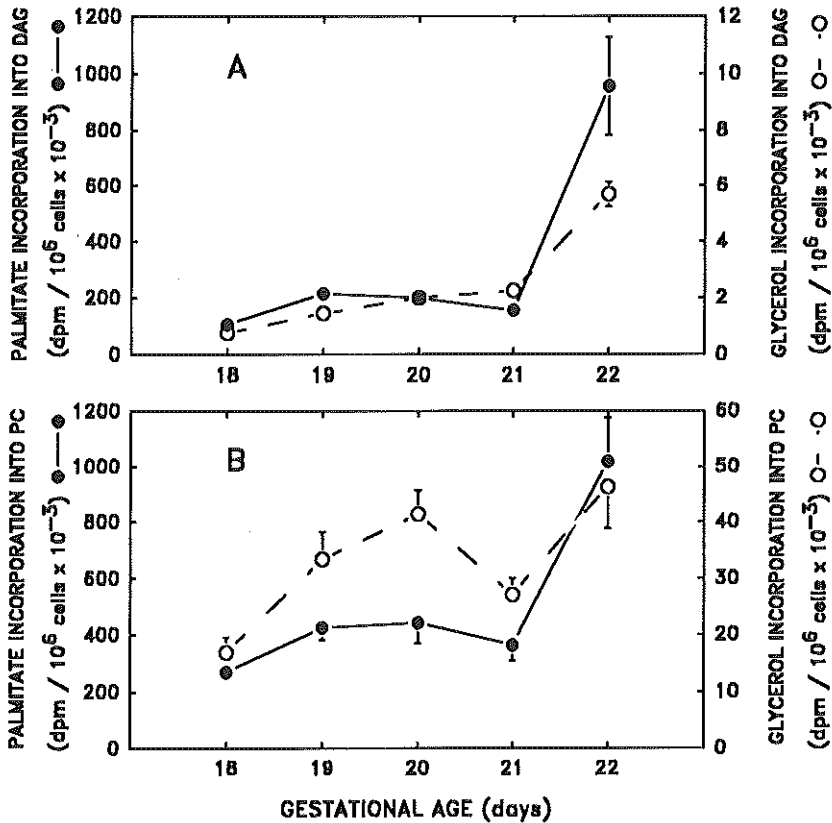 PALMITATE INCORPORATION INTO DAG
(dpm / 10⁶ cells x 10⁻³)
1200
1000
800
600
400
200
0
A
12
10
8
6
4
2
0
GLYCEROL INCORPORATION INTO DAG
(dpm / 10⁶ cells x 10⁻³)
18 19 20 21 22
PALMITATE INCORPORATION INTO PC
(dpm / 10⁶ cells x 10⁻³)
1200
1000
800
600
400
200
0
B
60
50
40
30
20
10
0
GLYCEROL INCORPORATION INTO PC
(dpm / 10⁶ cells x 10⁻³)
18 19 20 21 22
GESTATIONAL AGE (days)